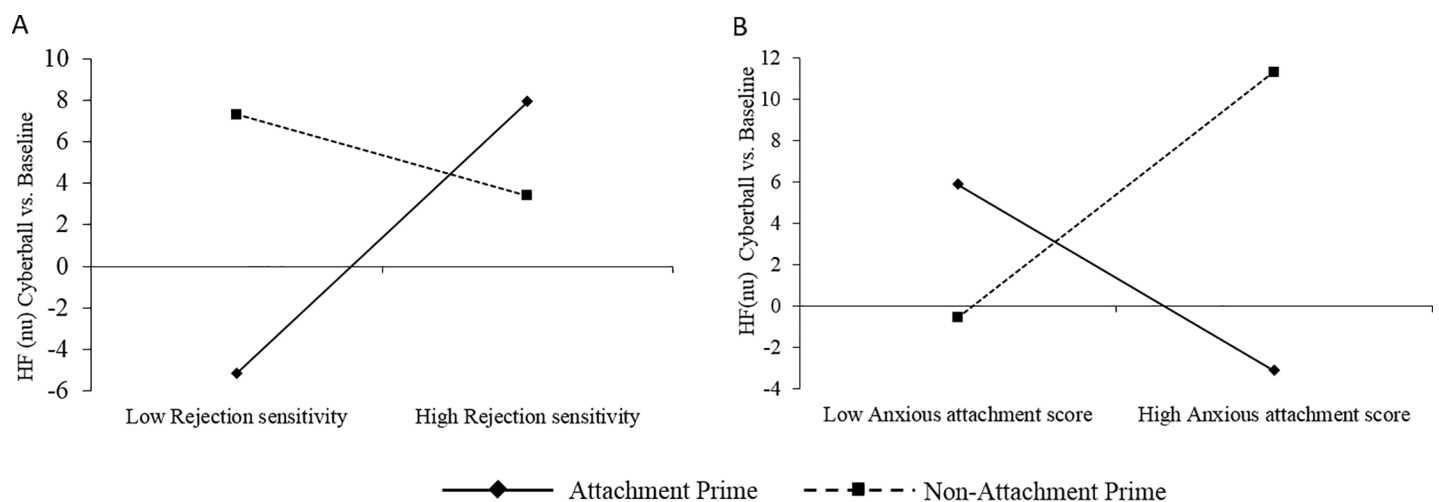 A
HF (nu) Cyberball vs. Baseline
10
8
6
4
2
0
-2
-4
-6
Low Rejection sensitivity
High Rejection sensitivity
B
HF(nu) Cyberball vs. Baseline
12
10
8
6
4
2
0
-2
-4
Low Anxious attachment score
High Anxious attachment score
Attachment Prime
Non-Attachment Prime